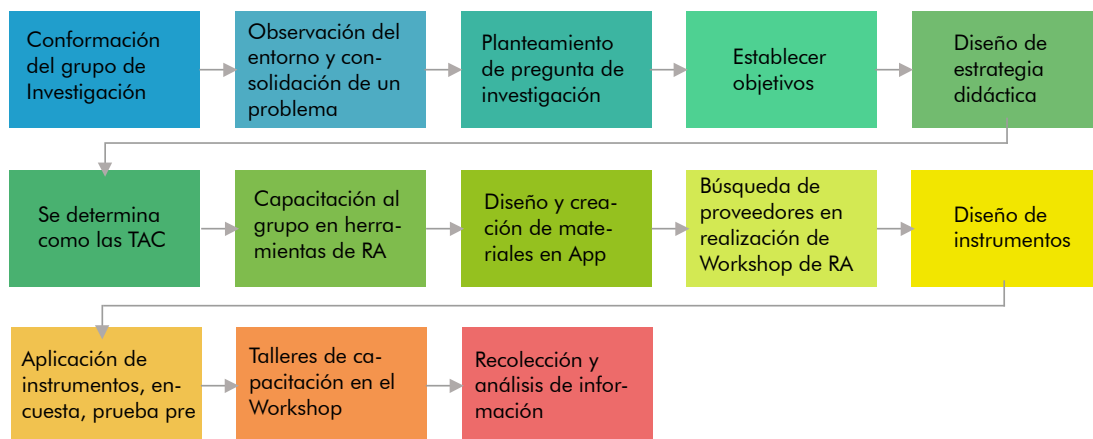 Conformación
del grupo de
Investigación
Observación del
entorno y con-
solidación de un
problema
Planteamiento
de pregunta de
investigación
Establecer
objetivos
Diseño de
estrategia
didáctica
Se determina
como las TAC
Capacitación al
grupo en herra-
mientas de RA
Diseño y crea-
ción de mate-
riales en App
Búsqueda de
proveedores en
realización de
Workshop de RA
Diseño de
instrumentos
Aplicación de
instrumentos, en-
cuesta, prueba pre
Talleres de ca-
pacitación en el
Workshop
Recolección y
análisis de infor-
mación